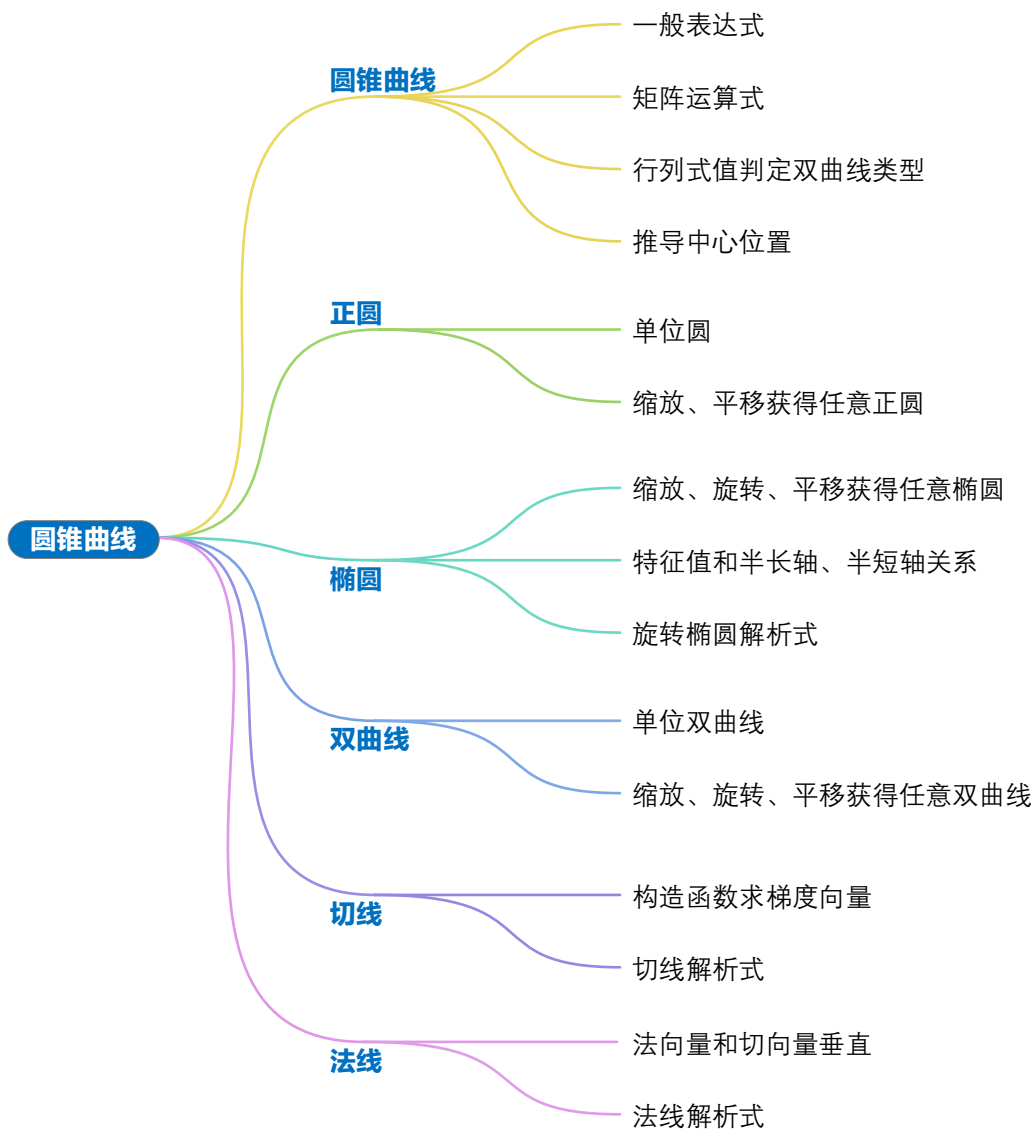 圆锥曲线
圆锥曲线
一般表达式
矩阵运算式
行列式值判定双曲线类型
推导中心位置
正圆
单位圆
缩放、平移获得任意正圆
椭圆
缩放、旋转、平移获得任意椭圆
特征值和半长轴、半短轴关系
旋转椭圆解析式
双曲线
单位双曲线
缩放、旋转、平移获得任意双曲线
切线
构造函数求梯度向量
切线解析式
法线
法向量和切向量垂直
法线解析式